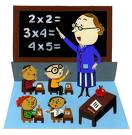 2x2=
3x4=
4x5=